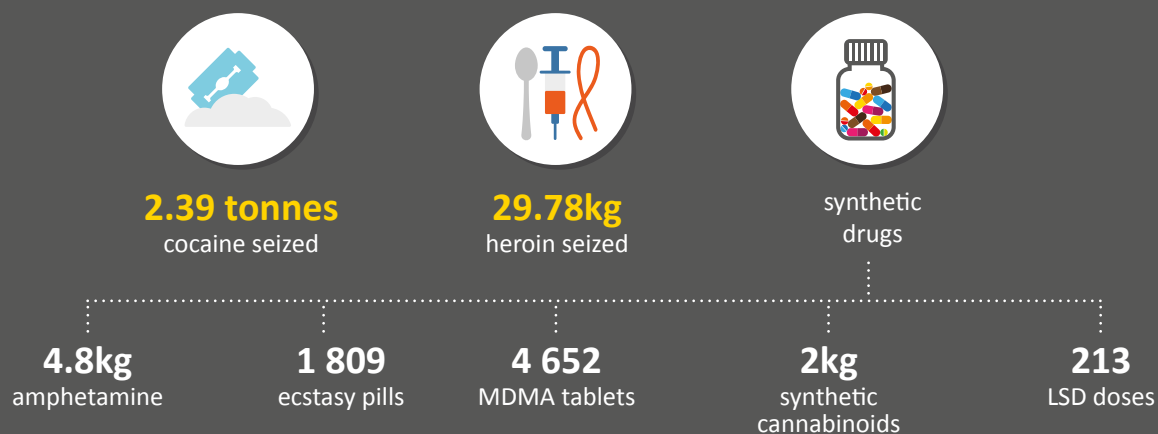 2.39 tonnes
cocaine seized
29.78kg
heroin seized
synthetic
drugs
4.8kg
amphetamine
1 809
ecstasy pills
4 652
MDMA tablets
2kg
synthetic
cannabinoids
213
LSD doses